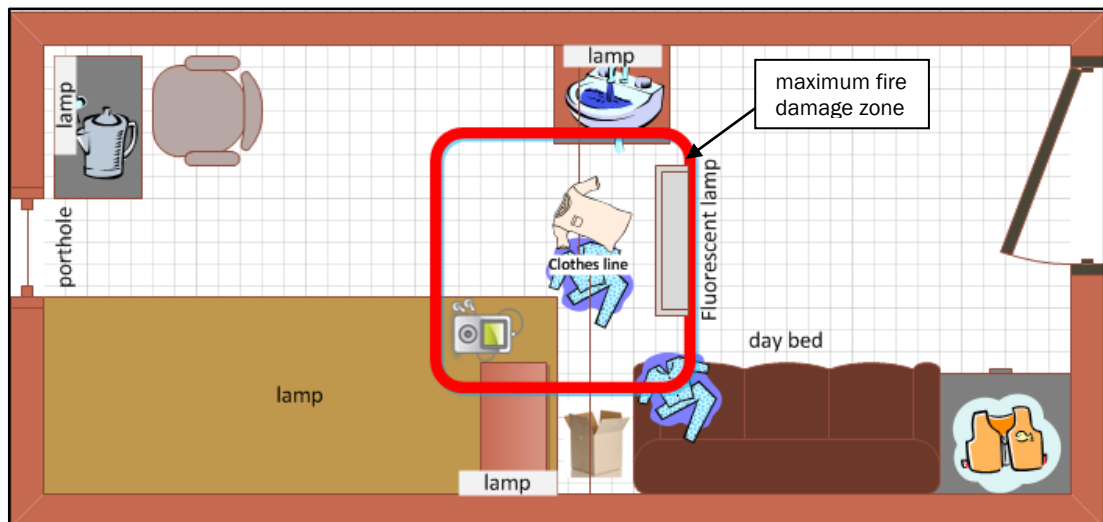 lamp
maximum fire
damage zone
lamp
Fluorescent lamp
porthole
Clothes line
day bed
lamp
lamp